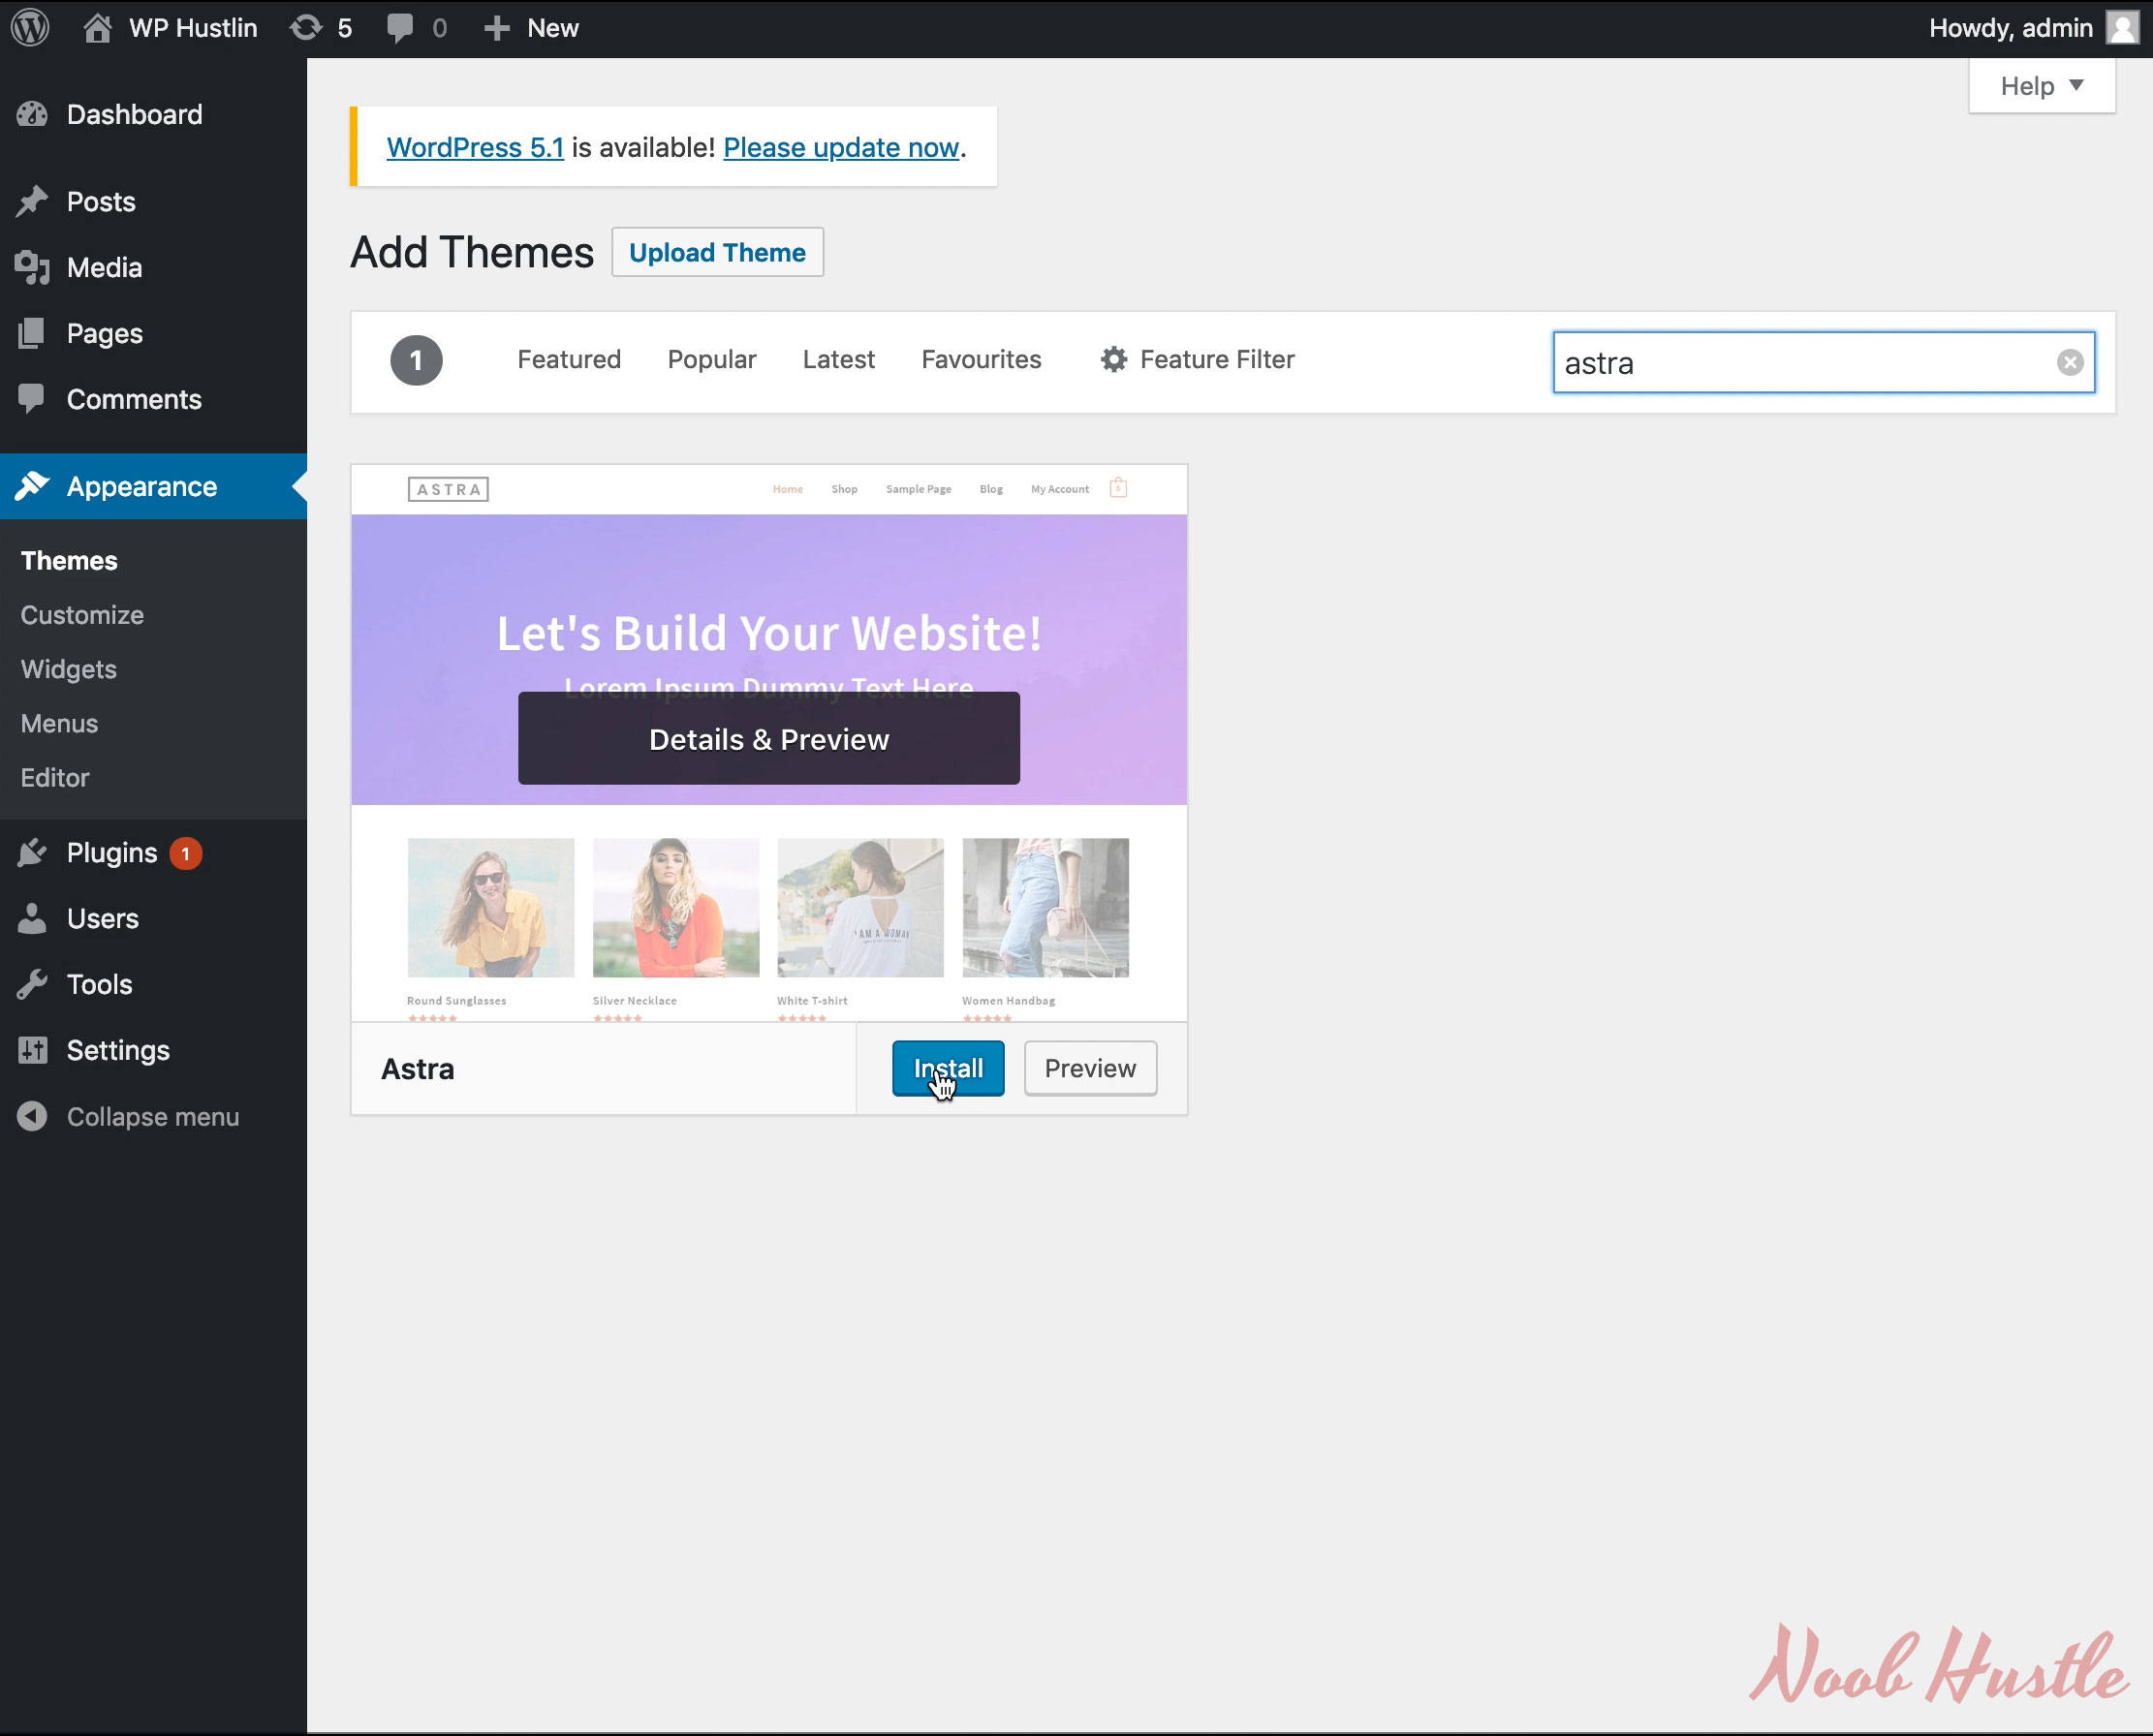 WP Hustlin 5 0 New Howdy, admin
Help
Dashboard
Posts
Media
Pages
Comments
Appearance
Themes
Customize
Widgets
Menus
Editor
Plugins 1
Users
Tools
Settings
Collapse menu
WordPress 5.1 is available! Please update now.
Add Themes Upload Theme
1 Featured Popular Latest Favourites Feature Filter astra
ASTRA Home Shop Sample Page Blog My Account 0
Let's Build Your Website!
Lorem Ipsum Dummy Text Here
Details & Preview
I AM A WOMAN
Round Sunglasses Silver Necklace White T-shirt Women Handbag
Astra Install Preview
Noob Hustle